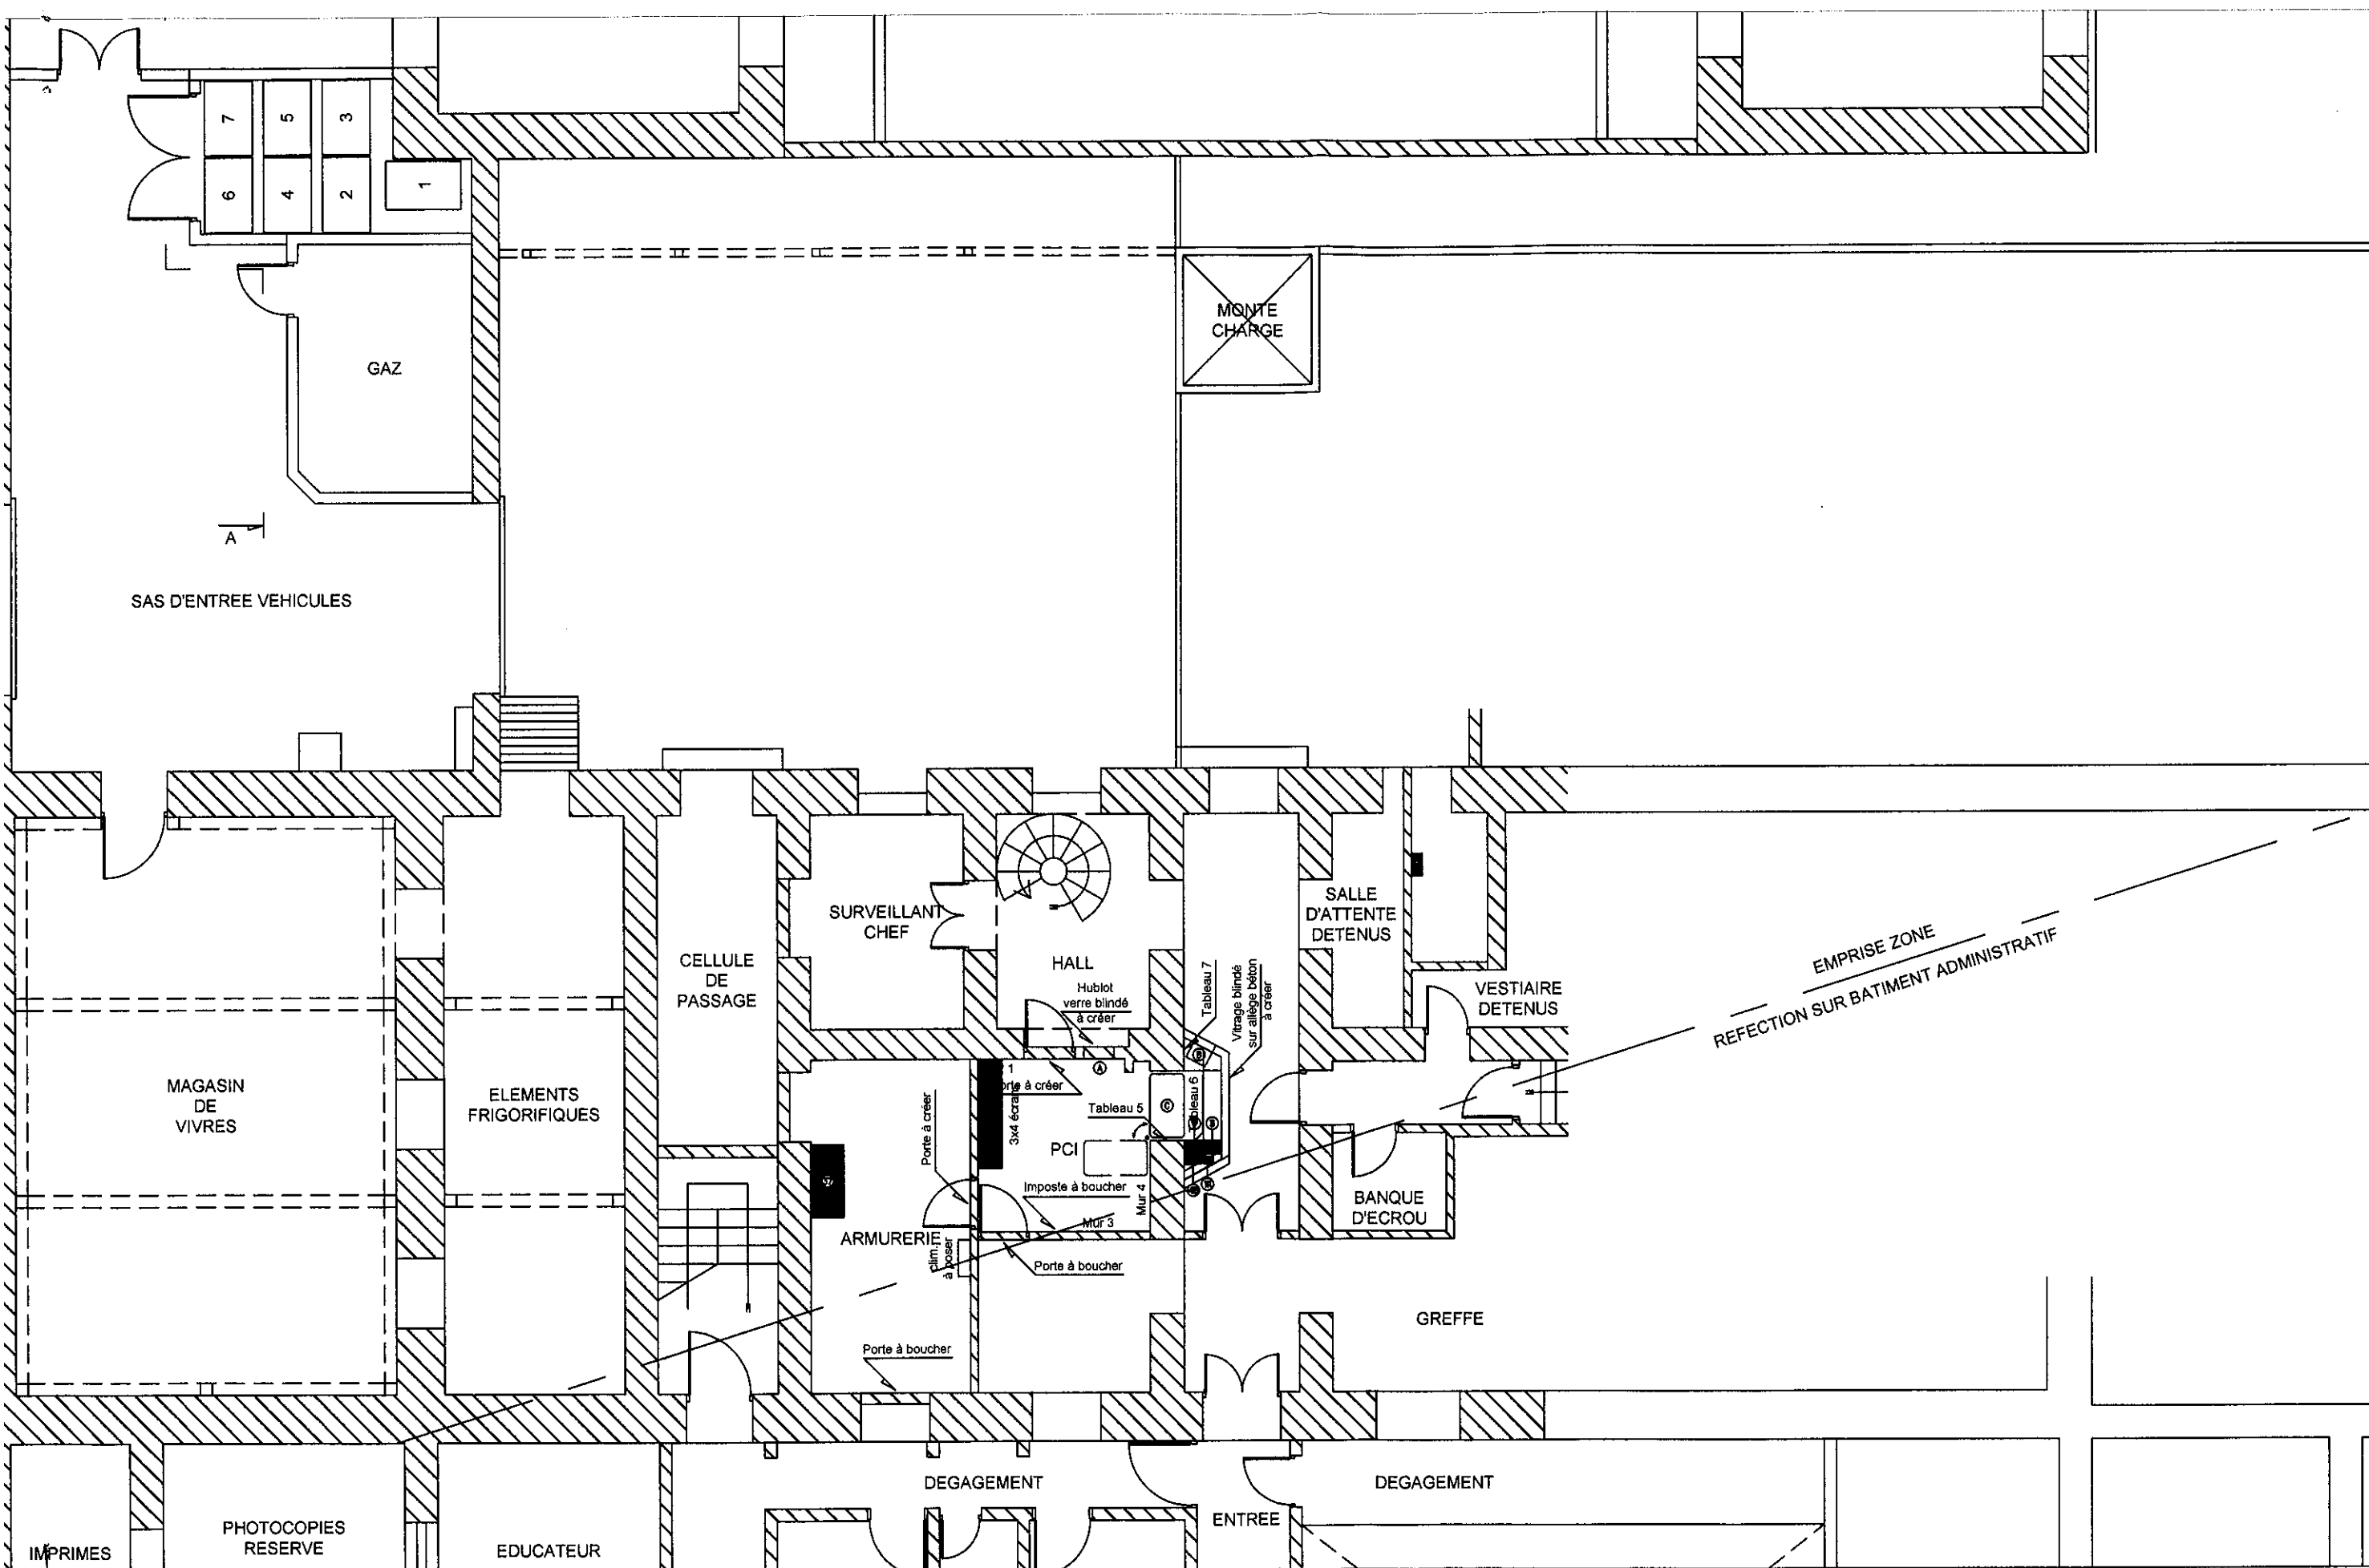 7
5
3
6
4
2
1
GAZ
MONTE
CHARGE
A
SAS D'ENTREE VEHICULES
SURVEILLANT
CHEF
SALLE
D'ATTENTE
DETENUS
CELLULE
DE
PASSAGE
HALL
Hublot
verre blindé
à créer
Tableau 7
Vitrage blindé
sur allège béton
à créer
VESTIAIRE
DETENUS
EMPRISE ZONE
REFECTION SUR BATIMENT ADMINISTRATIF
MAGASIN
DE
VIVRES
ELEMENTS
FRIGORIFIQUES
1
à créer
3x4 écrans
A
B
C
Tableau 5
Tableau 6
Porte à créer
PCI
Imposte à boucher
Mur 4
Mur 3
BANQUE
D'ECROU
ARMURERIE
clim.
à poser
Porte à boucher
GREFFE
Porte à boucher
DEGAGEMENT
DEGAGEMENT
ENTREE
PHOTOCOPIES
RESERVE
IMPRIMES
EDUCATEUR